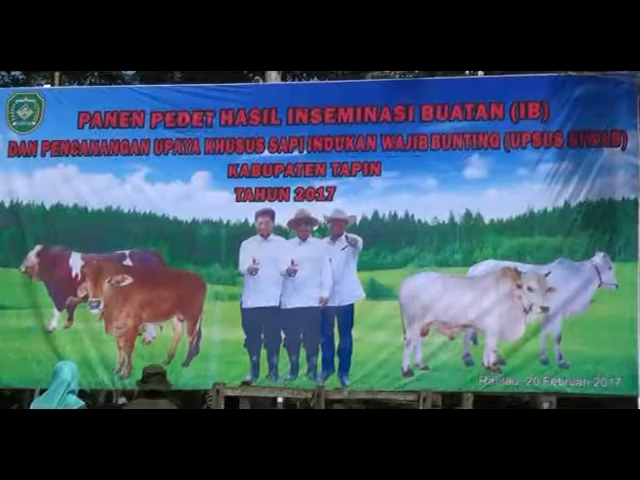 PANEN PEDET HASIL INSEMINASI BUATAN (IB)
DAN PENCANANGAN UPAYA KHUSUS SAPI INDUKAN WAJIB BUNTING (UPSUS SIWAB)
KABUPATEN TAPIN
TAHUN 2017
Rantau, 20 Februari 2017